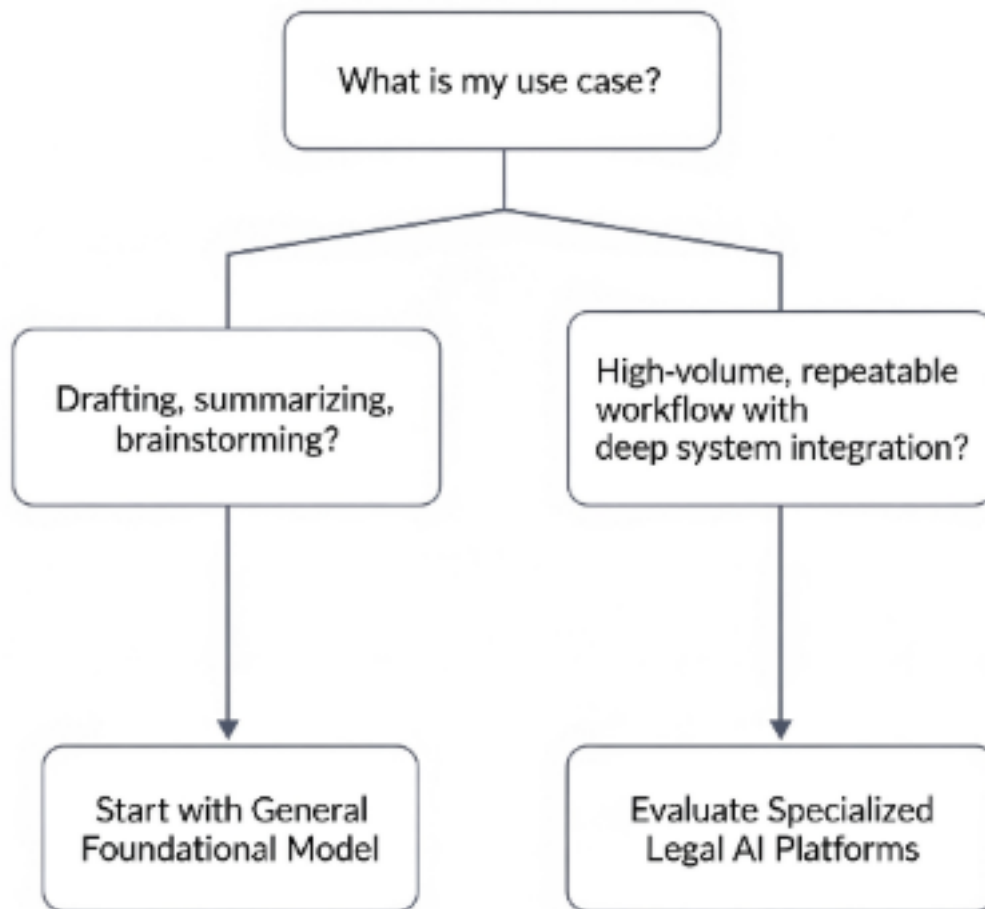 What is my use case?
Drafting, summarizing,
brainstorming?
High-volume, repeatable
workflow with
deep system integration?
Start with General
Foundational Model
Evaluate Specialized
Legal AI Platforms